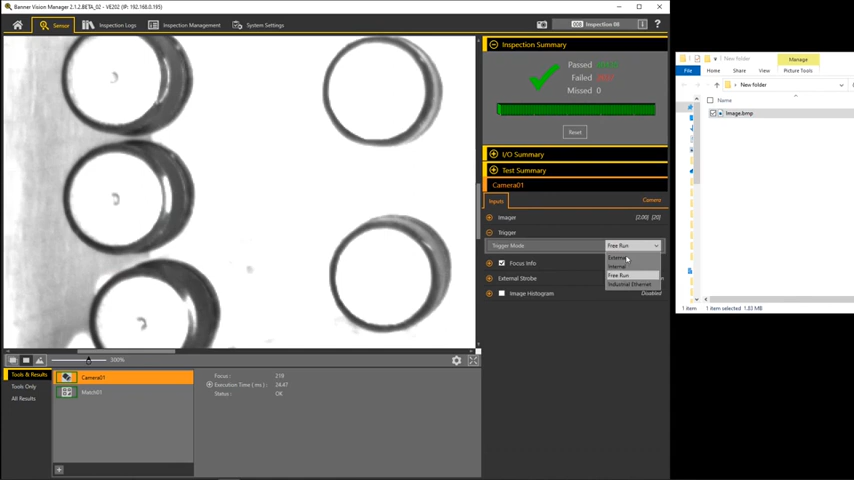 Banner Vision Manager 2.1.2.BETA_02 - VE202 (IP: 192.168.0.195)
Sensor
Inspection Logs
Inspection Management
System Settings
Inspection 08
?
Inspection Summary
Passed
Failed
Missed 0
Reset
I/O Summary
Test Summary
Camera01
Inputs
Camera
Imager
Trigger
Trigger Mode
Free Run
External
Internal
Free Run
Industrial Ethernet
Focus Info
External Strobe
Image Histogram
Disabled
300%
Tools & Results
Tools Only
All Results
Camera01
Match01
Focus : 219
Execution Time ( ms ) : 24.47
Status : OK
New folder
Manage
File
Home
Share
View
Picture Tools
New folder
Name
Image.bmp
1 item
1 item selected 1.83 MB